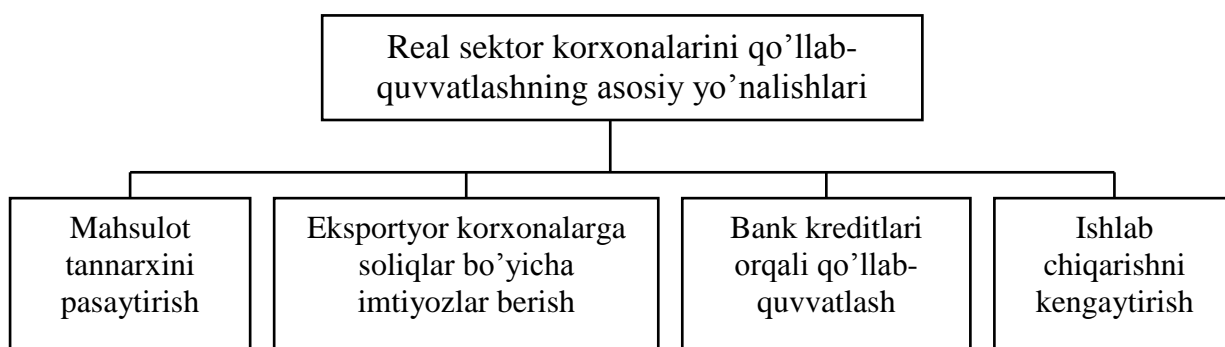 Real sektor korxonalarini qo’llab-
quvvatlashning asosiy yo’nalishlari
Mahsulot
tannarxini
pasaytirish
Eksportyor korxonalarga
soliqlar bo’yicha
imtiyozlar berish
Bank kreditlari
orqali qo’llab-
quvvatlash
Ishlab
chiqarishni
kengaytirish